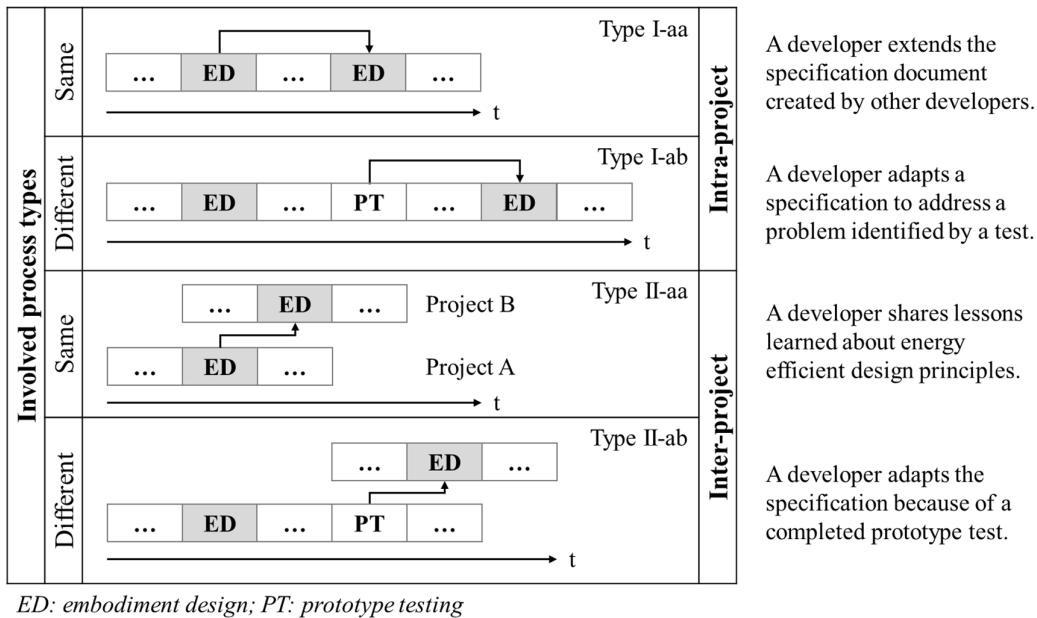 Involved process types
Same
Type I-aa
... ED ... ED ...
t
Intra-project
A developer extends the
specification document
created by other developers.
Different
Type I-ab
... ED ... PT ... ED ...
t
A developer adapts a
specification to address a
problem identified by a test.
Same
Type II-aa
... ED ... Project B
... ED ... Project A
t
Inter-project
A developer shares lessons
learned about energy
efficient design principles.
Different
Type II-ab
... ED ...
... ED ... PT ...
t
A developer adapts the
specification because of a
completed prototype test.
ED: embodiment design; PT: prototype testing